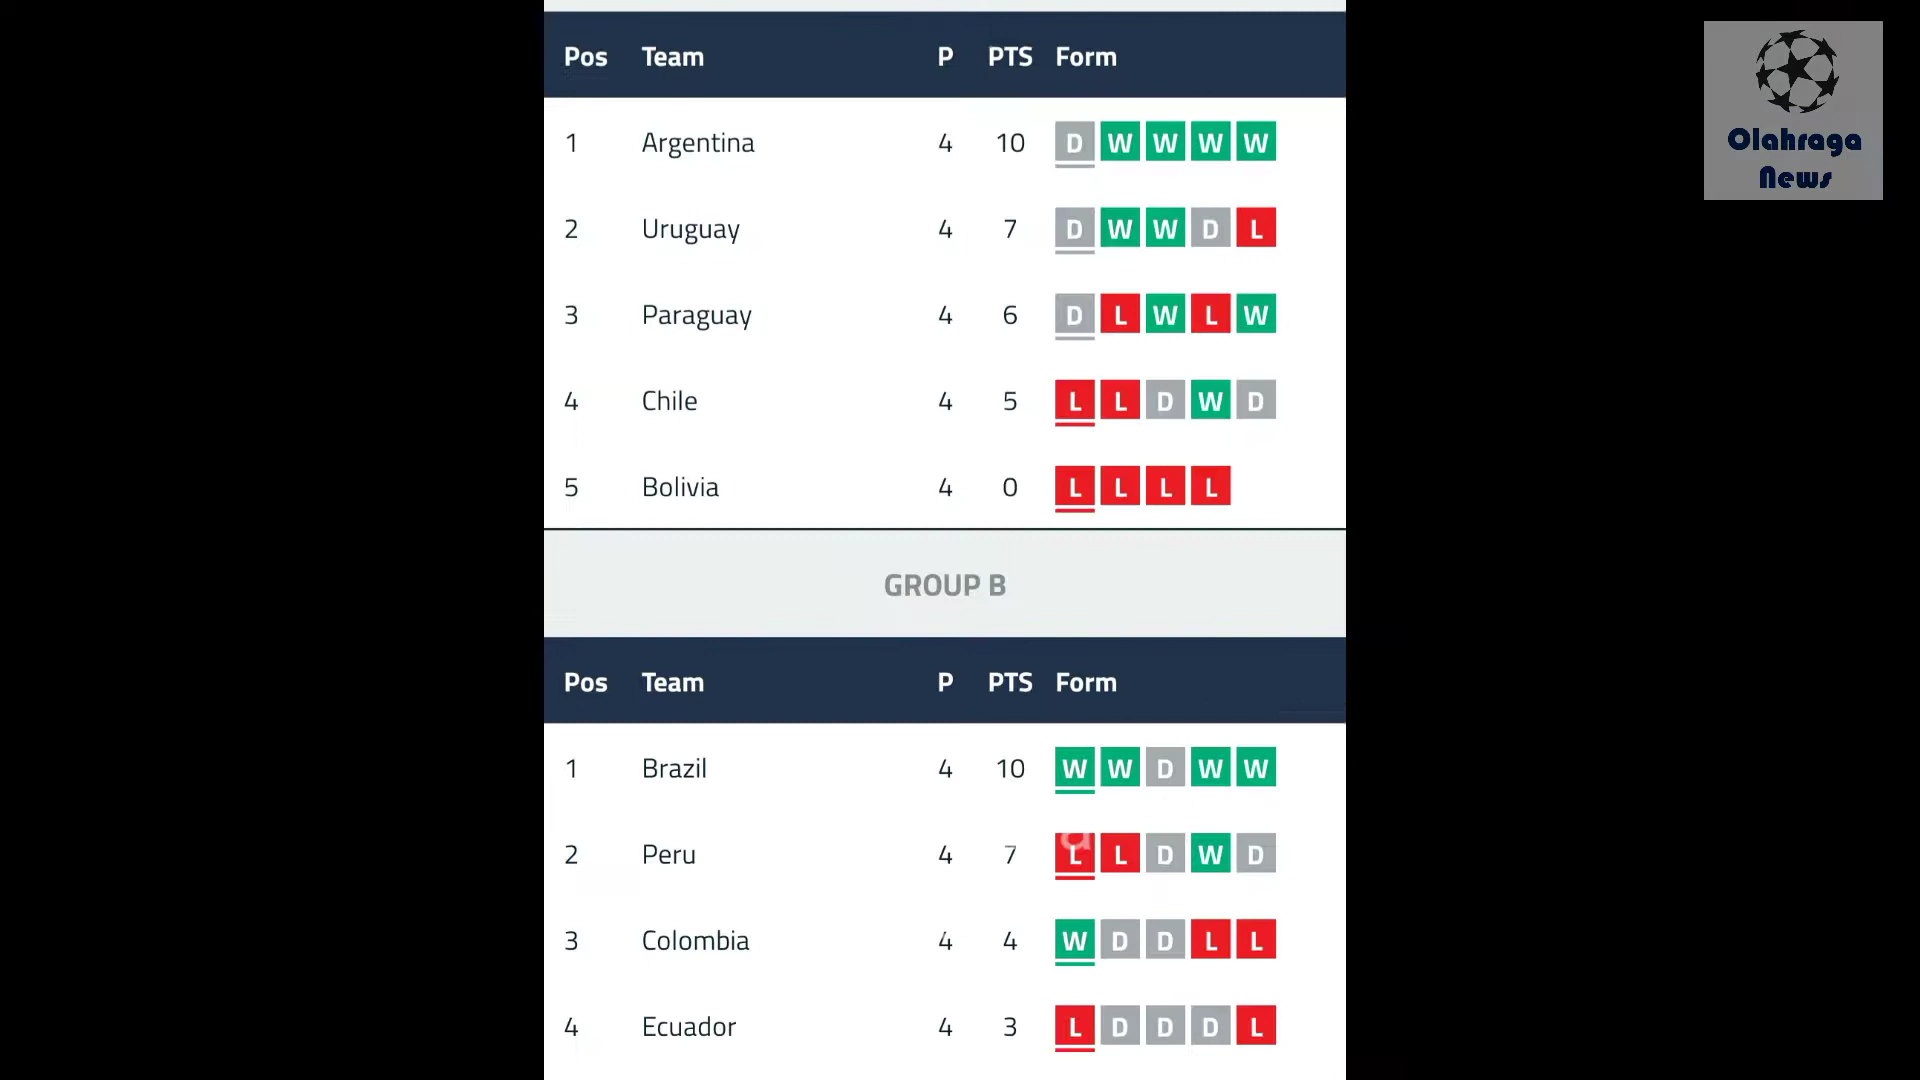 Pos Team P PTS Form
1 Argentina 4 10 D W W W W
2 Uruguay 4 7 D W W D L
3 Paraguay 4 6 D L W L W
4 Chile 4 5 L L D W D
5 Bolivia 4 0 L L L L
GROUP B
Pos Team P PTS Form
1 Brazil 4 10 W W D W W
2 Peru 4 7 L L D W D
3 Colombia 4 4 W D D L L
4 Ecuador 4 3 L D D D L
Olahraga
News